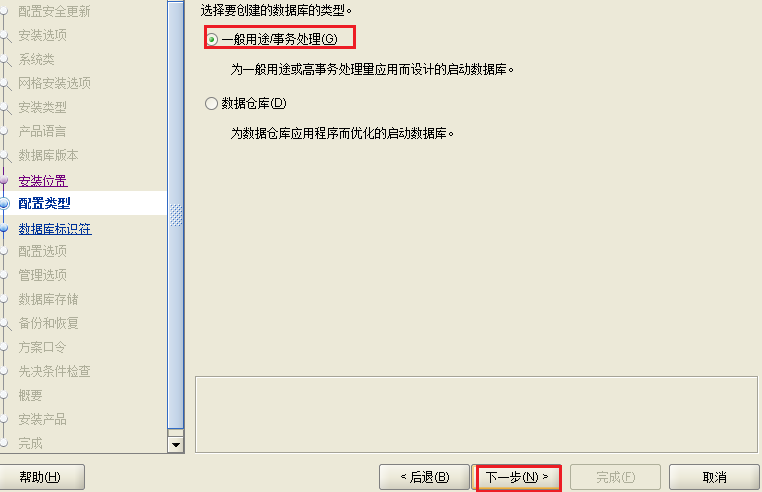 配置安全更新
安装选项
系统类
网格安装选项
安装类型
产品语言
数据库版本
安装位置
配置类型
数据库标识符
配置选项
管理选项
数据库存储
备份和恢复
方案口令
先决条件检查
概要
安装产品
完成
选择要创建的数据库的类型。
一般用途/事务处理(G)
为一般用途或高事务处理量应用而设计的启动数据库。
数据仓库(D)
为数据仓库应用程序而优化的启动数据库。
帮助(H)
< 后退(B)
下一步(N) >
完成(F)
取消